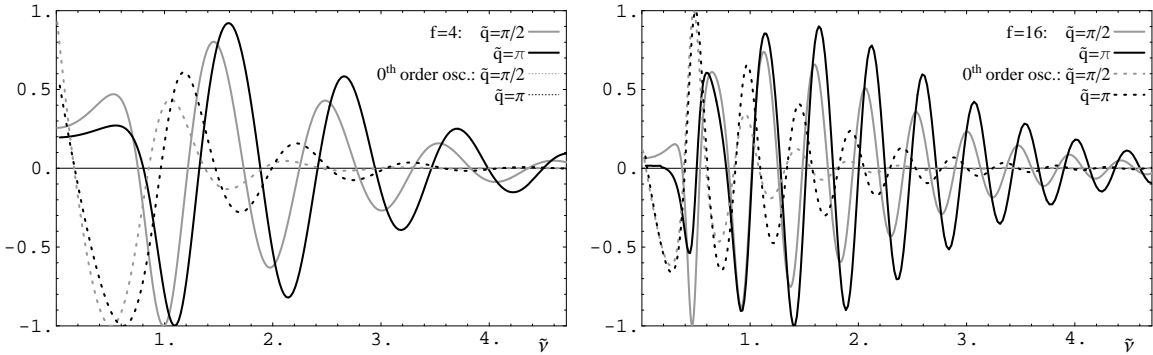 1.
0.5
0.
-0.5
-1.
f=4: q̃=π/2
q̃=π
0th order osc.: q̃=π/2
q̃=π
1. 2. 3. 4. ṽ
1.
0.5
0.
-0.5
-1.
f=16: q̃=π/2
q̃=π
0th order osc.: q̃=π/2
q̃=π
1. 2. 3. 4. ṽ